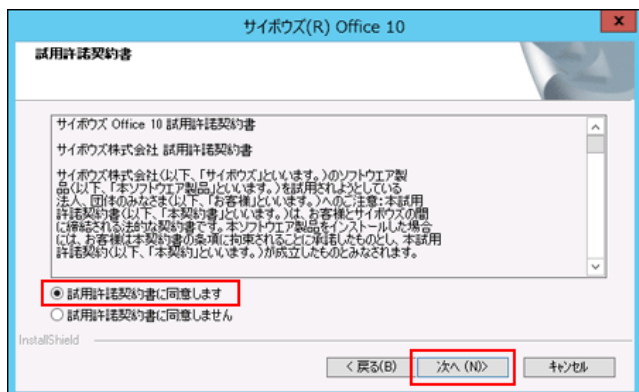 サイボウズ(R) Office 10
x
試用許諾契約書
サイボウズ Office 10 試用許諾契約書
サイボウズ株式会社 試用許諾契約書
サイボウズ株式会社(以下、「サイボウズ」といいます。)のソフトウエア製
品(以下、「本ソフトウエア製品」といいます。)を試用されようとしている
法人、団体のみなさま(以下、「お客様」といいます。)へのご注意:本試用
許諾契約書(以下、「本契約書」といいます。)は、お客様とサイボウズの間
に締結される法的な契約書です。本ソフトウエア製品をインストールした場合
には、お客様は本契約書の条項に拘束されることに承諾したものとし、本試用
許諾契約(以下、「本契約」といいます。)が成立したものとみなされます。
試用許諾契約書に同意します
試用許諾契約書に同意しません
InstallShield
< 戻る(B)
次へ (N)>
キャンセル